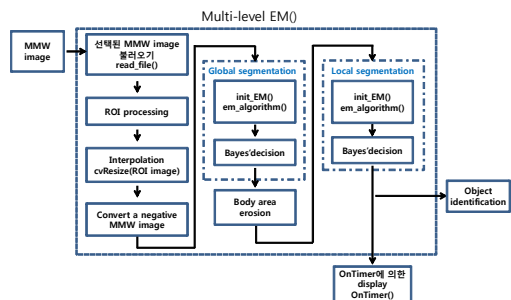 Multi-level EM()
MMW
image
선택된 MMW image
불러오기
read_file()
ROI processing
Interpolation
cvResize(ROI image)
Convert a negative
MMW image
Global segmentation
init_EM()
em_algorithm()
Bayes'decision
Body area
erosion
Local segmentation
init_EM()
em_algorithm()
Bayes'decision
Object
identification
OnTimer에 의한
display
OnTimer()